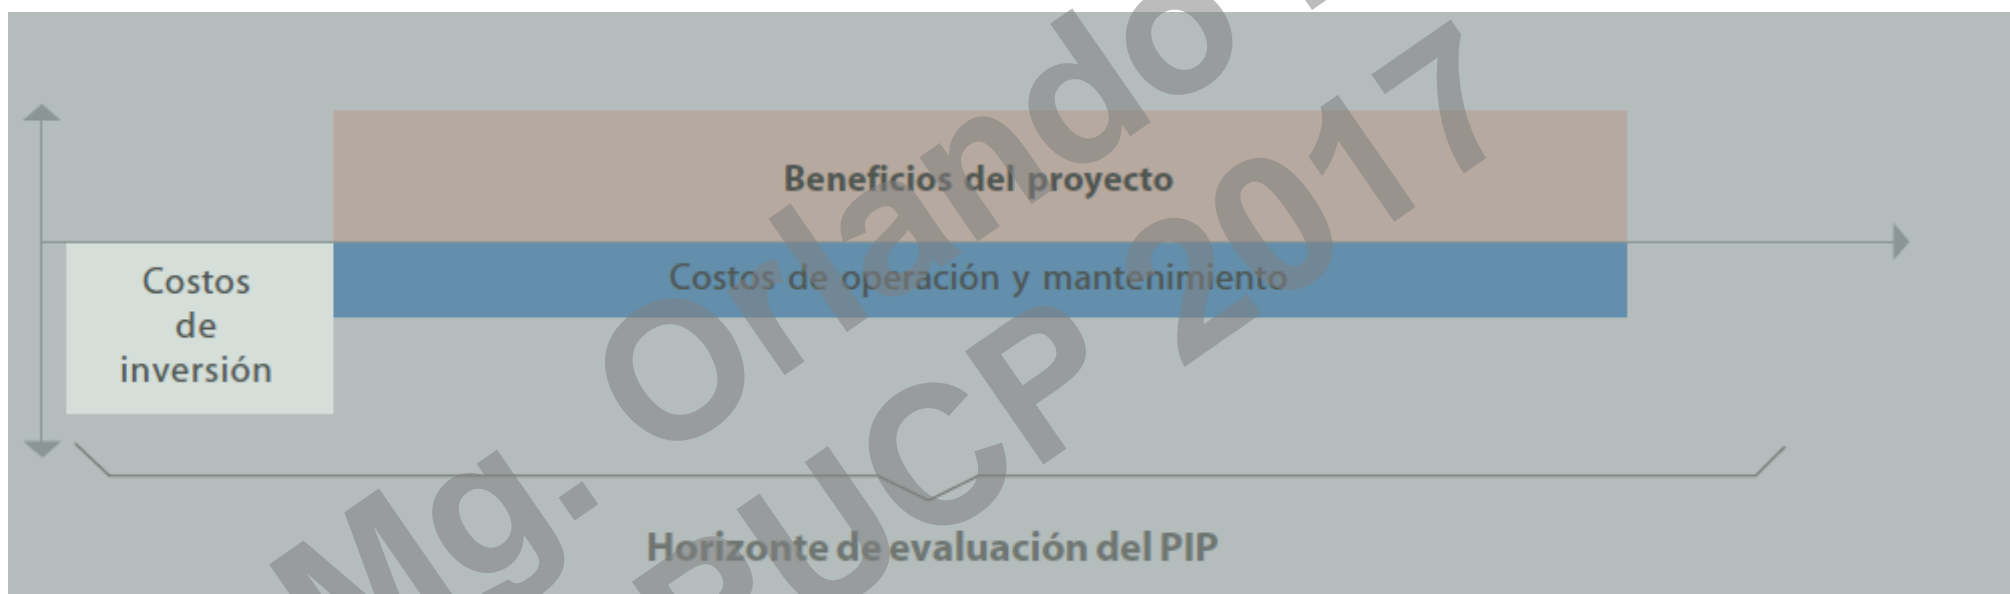 Beneficios del proyecto
Costos de operación y mantenimiento
Costos
de
inversión
Horizonte de evaluación del PIP
Mg. Orlando
PUCP 2017